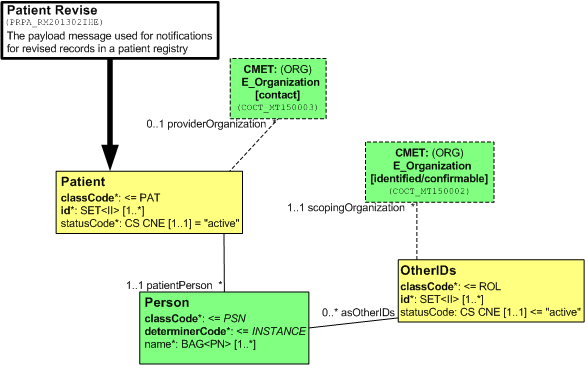 Patient Revise
(PRPA_RM201302IHE)
The payload message used for notifications
for revised records in a patient registry
CMET: (ORG)
E_Organization
[contact]
(COCT_MT150003)
0..1 providerOrganization *
CMET: (ORG)
E_Organization
[identified/confirmable]
(COCT_MT150002)
1..1 scopingOrganization *
Patient
classCode*: <= PAT
id*: SET<II> [1..*]
statusCode*: CS CNE [1..1] = "active"
1..1 patientPerson *
OtherIDs
classCode*: <= ROL
id*: SET<II> [1..*]
statusCode: CS CNE [1..1] <= "active"
Person
classCode*: <= PSN
determinerCode*: <= INSTANCE
name*: BAG<PN> [1..*]
0..* asOtherIDs